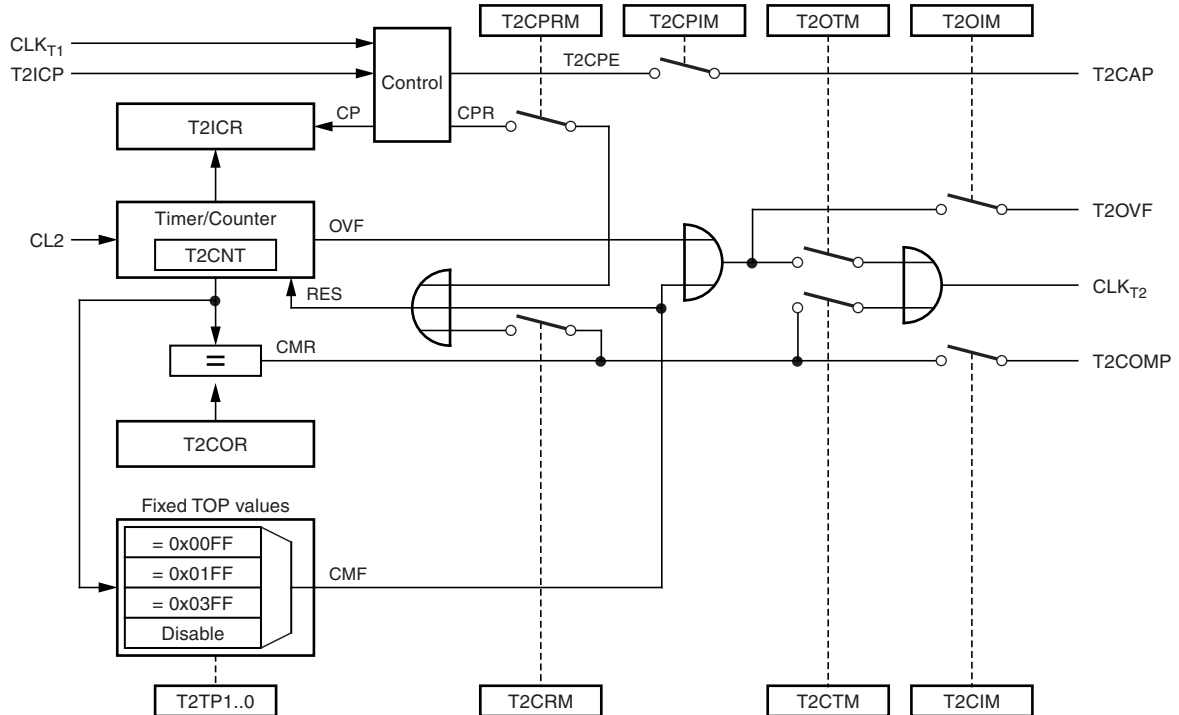 T2CPRM
T2CPIM
T2OTM
T2OIM
CLKT1
T2ICP
Control
T2CPE
T2CAP
T2ICR
CP
CPR
Timer/Counter
T2CNT
CL2
OVF
T2OVF
RES
CLKT2
=
CMR
T2COMP
T2COR
Fixed TOP values
= 0x00FF
= 0x01FF
= 0x03FF
Disable
CMF
T2TP1..0
T2CRM
T2CTM
T2CIM